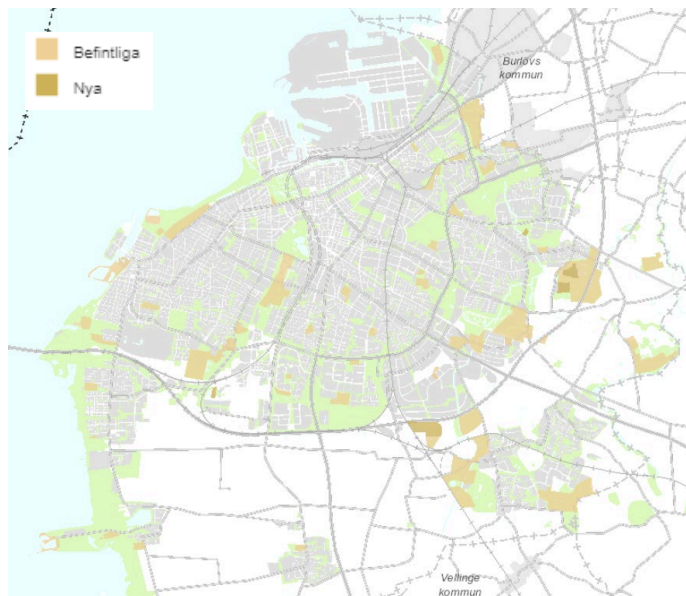 Befintliga
Nya
Burlövs
kommun
Vellinge
kommun